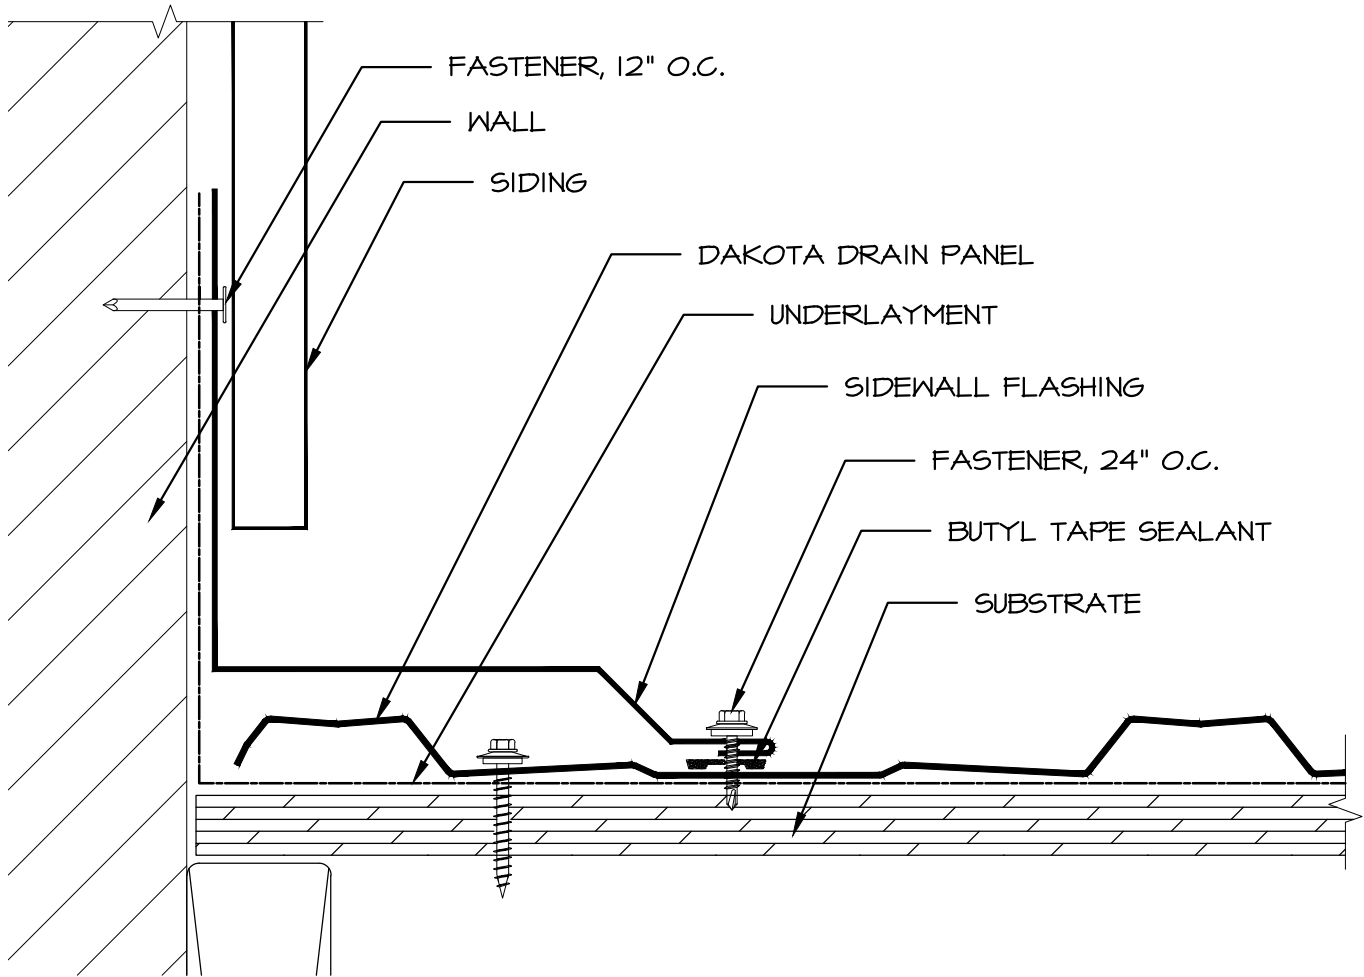 FASTENER, 12" O.C.
WALL
SIDING
DAKOTA DRAIN PANEL
UNDERLAYMENT
SIDEWALL FLASHING
FASTENER, 24" O.C.
BUTYL TAPE SEALANT
SUBSTRATE